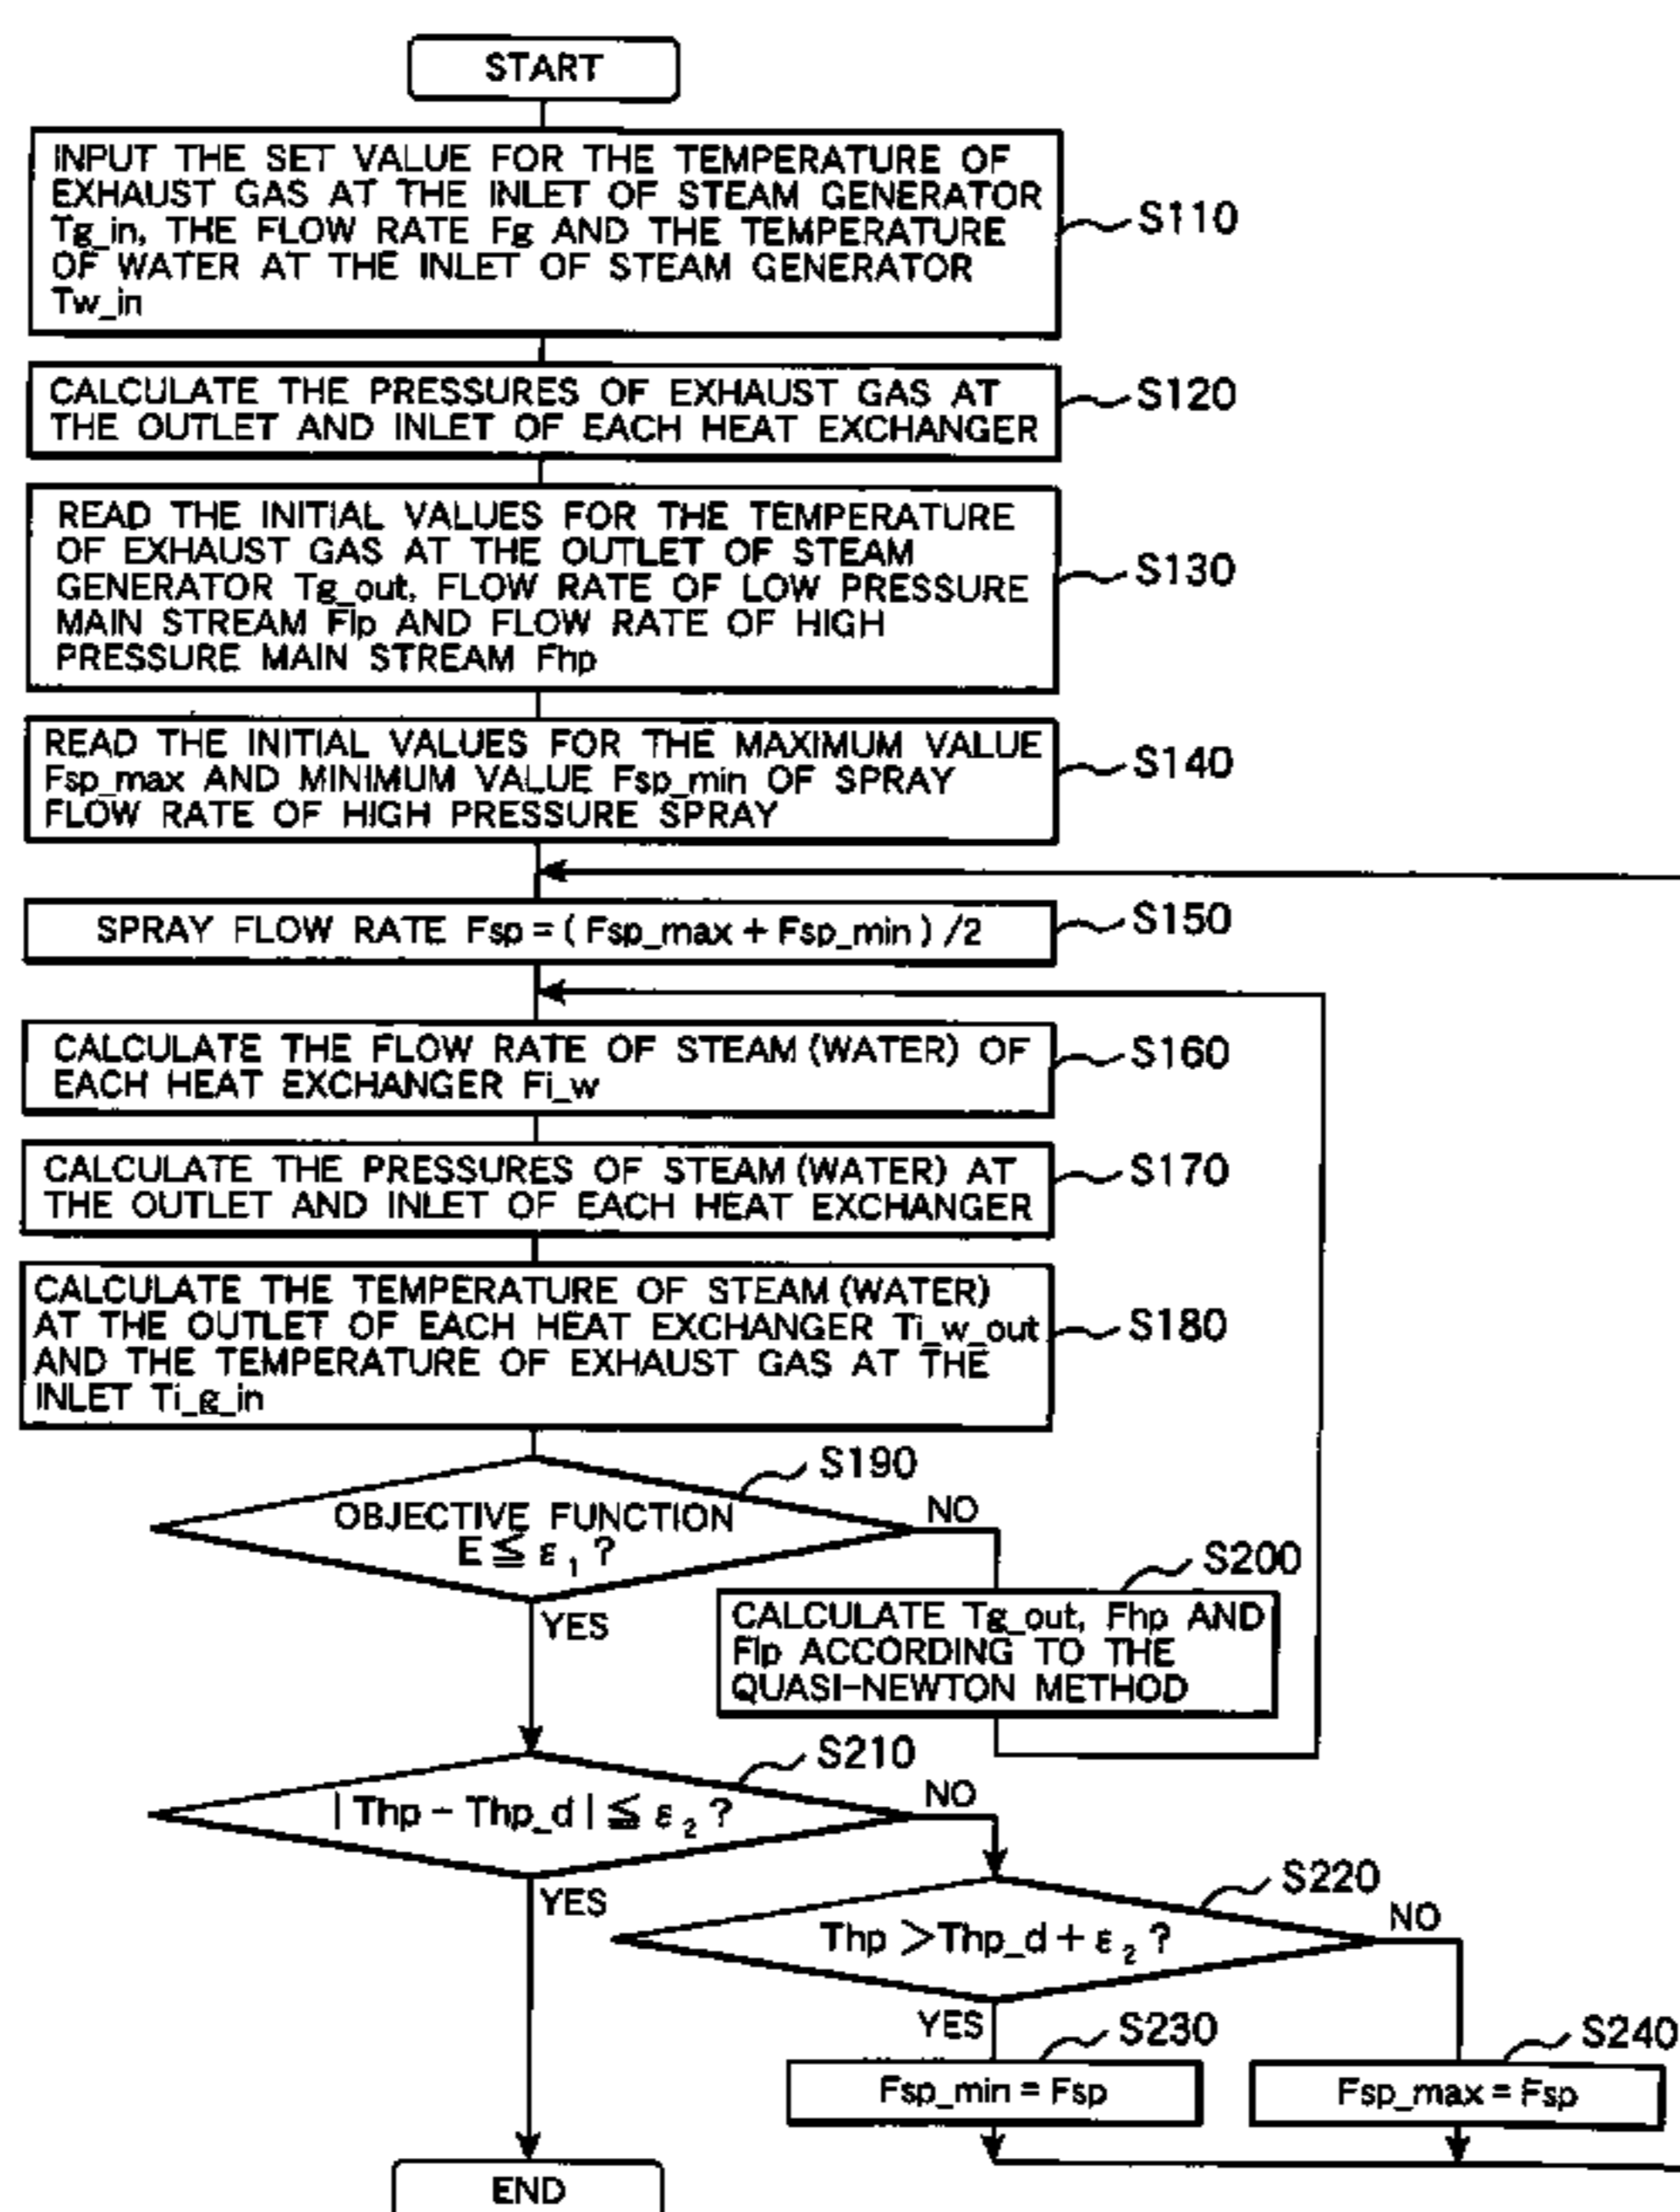 START
INPUT THE SET VALUE FOR THE TEMPERATURE OF
EXHAUST GAS AT THE INLET OF STEAM GENERATOR
Tg_in, THE FLOW RATE Fg AND THE TEMPERATURE
OF WATER AT THE INLET OF STEAM GENERATOR
Tw_in
S110
CALCULATE THE PRESSURES OF EXHAUST GAS AT
THE OUTLET AND INLET OF EACH HEAT EXCHANGER
S120
READ THE INITIAL VALUES FOR THE TEMPERATURE
OF EXHAUST GAS AT THE OUTLET OF STEAM
GENERATOR Tg_out, FLOW RATE OF LOW PRESSURE
MAIN STREAM Flp AND FLOW RATE OF HIGH
PRESSURE MAIN STREAM Fhp
S130
READ THE INITIAL VALUES FOR THE MAXIMUM VALUE
Fsp_max AND MINIMUM VALUE Fsp_min OF SPRAY
FLOW RATE OF HIGH PRESSURE SPRAY
S140
SPRAY FLOW RATE Fsp = ( Fsp_max + Fsp_min ) /2
S150
CALCULATE THE FLOW RATE OF STEAM (WATER) OF
EACH HEAT EXCHANGER Fi_w
S160
CALCULATE THE PRESSURES OF STEAM (WATER) AT
THE OUTLET AND INLET OF EACH HEAT EXCHANGER
S170
CALCULATE THE TEMPERATURE OF STEAM (WATER)
AT THE OUTLET OF EACH HEAT EXCHANGER Ti_w_out
AND THE TEMPERATURE OF EXHAUST GAS AT THE
INLET Ti_g_in
S180
S190
OBJECTIVE FUNCTION
E ≦ ε₁ ?
NO
YES
S200
CALCULATE Tg_out, Fhp AND
Flp ACCORDING TO THE
QUASI-NEWTON METHOD
S210
| Thp - Thp_d | ≦ ε₂ ?
NO
YES
S220
Thp > Thp_d + ε₂ ?
NO
YES
S230
Fsp_min = Fsp
S240
Fsp_max = Fsp
END